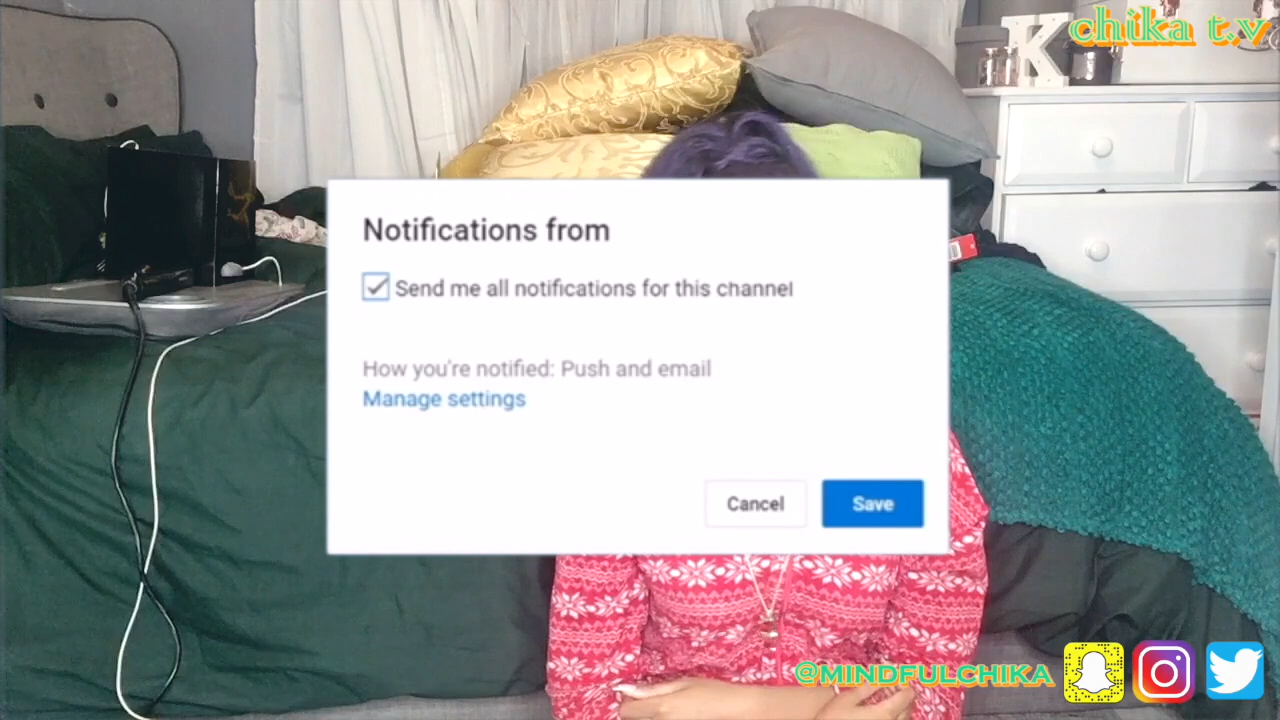 chika t.v
K
Notifications from
Send me all notifications for this channel
How you're notified: Push and email
Manage settings
Cancel
Save
@MINDFULCHIKA